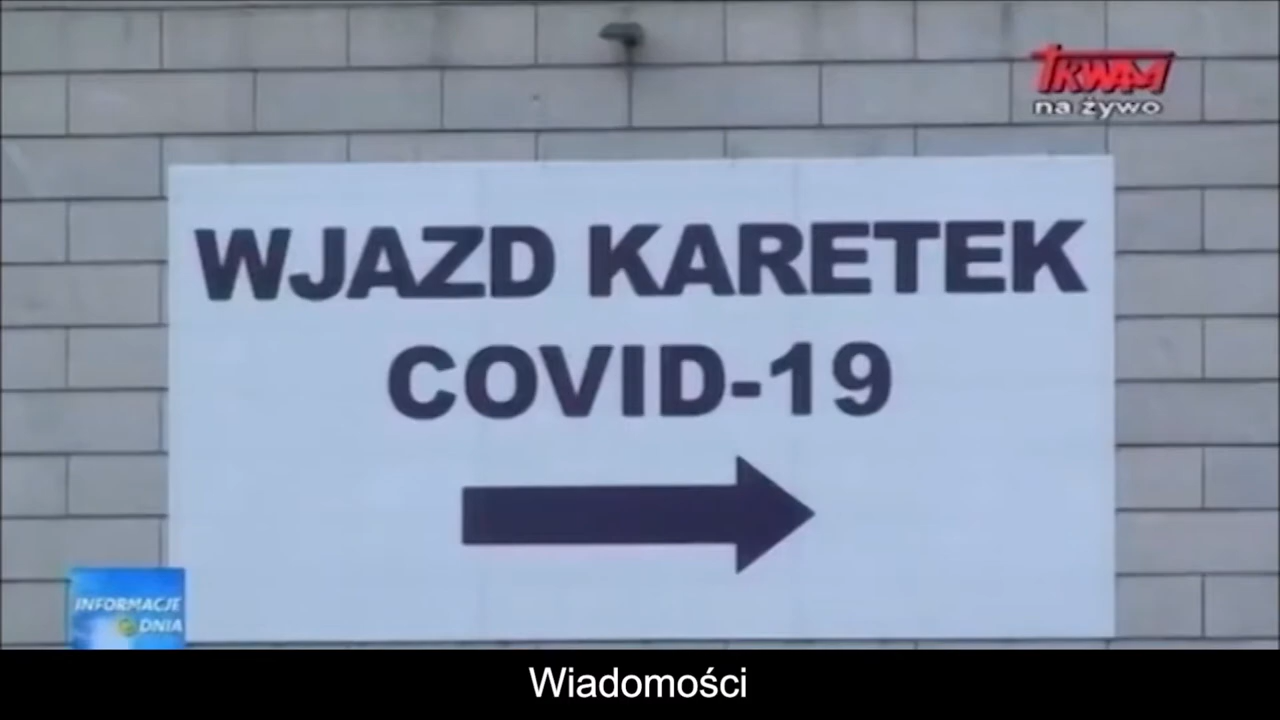 TRWAM
na żywo
WJAZD KARETEK
COVID-19
INFORMACJE
DNIA
Wiadomości